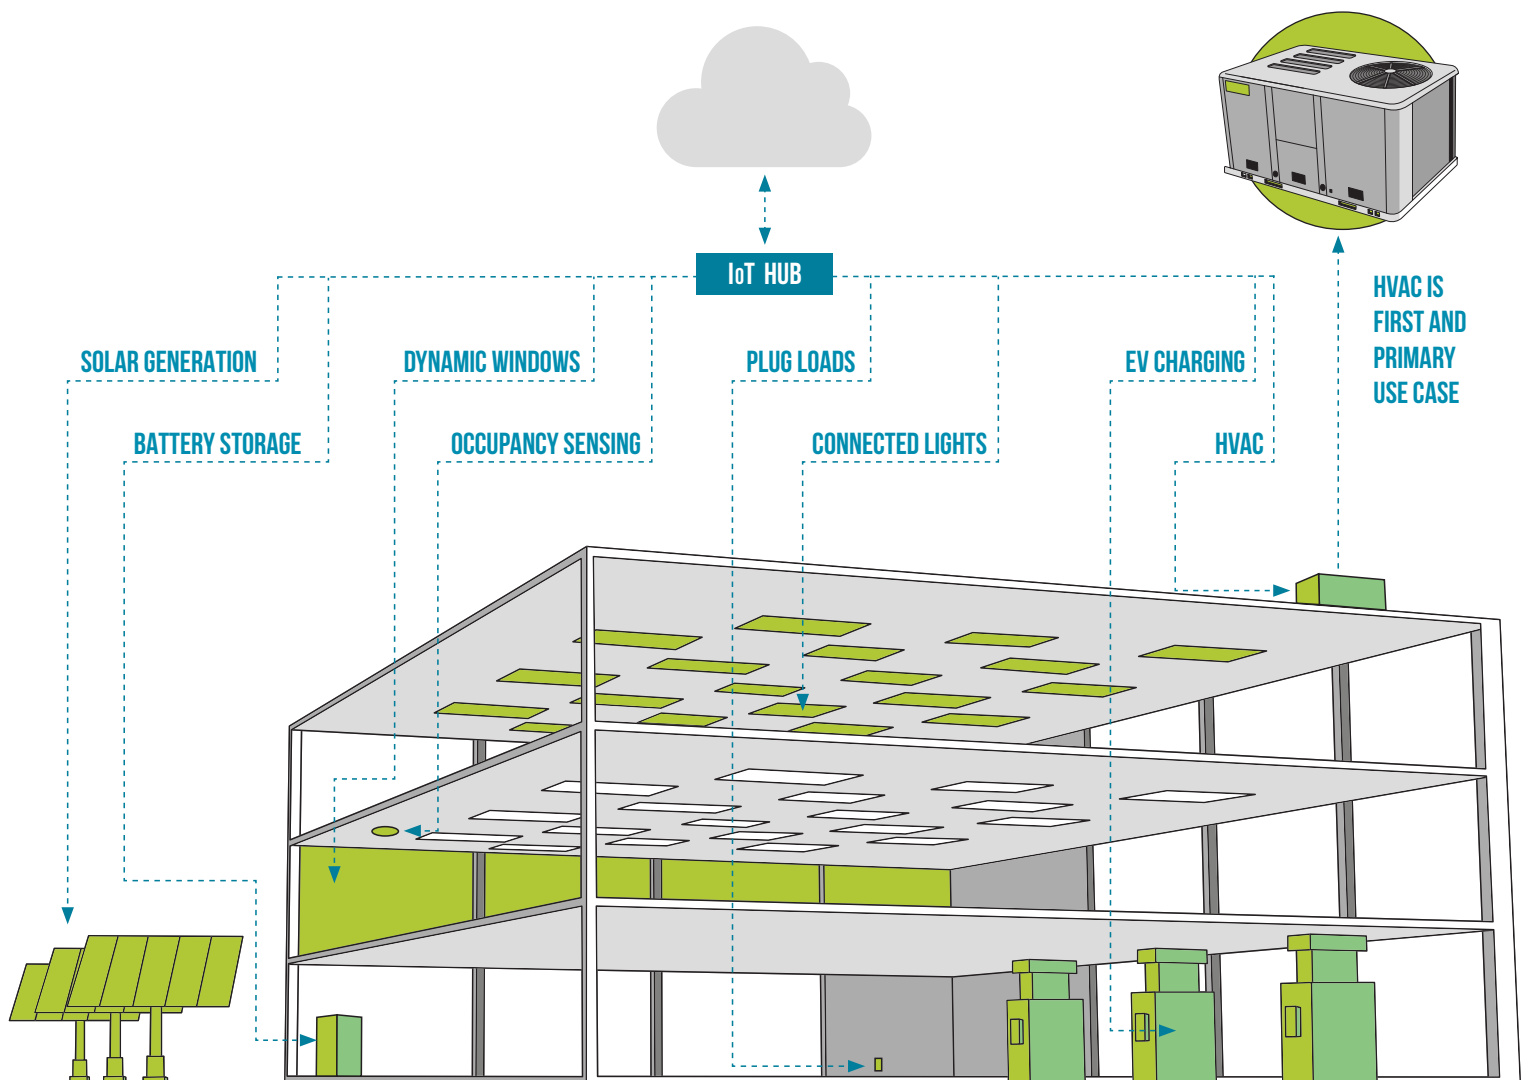 IoT HUB
HVAC IS
FIRST AND
PRIMARY
USE CASE
SOLAR GENERATION
DYNAMIC WINDOWS
PLUG LOADS
EV CHARGING
BATTERY STORAGE
OCCUPANCY SENSING
CONNECTED LIGHTS
HVAC